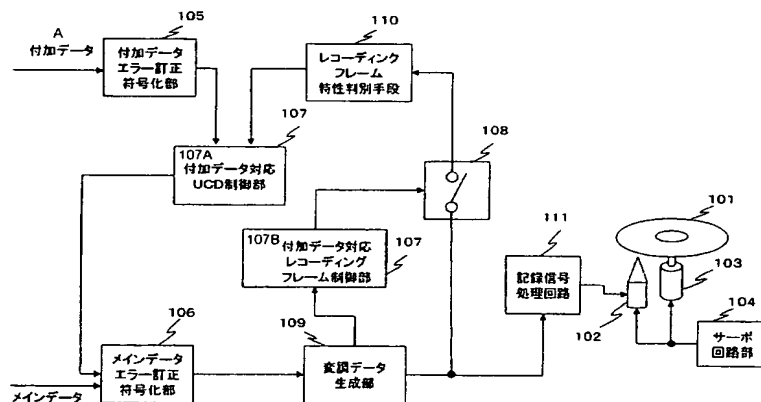 A
付加データ
105
付加データ
エラー訂正
符号化部
110
レコーディンク
フレーム
特性判別手段
107
107A
付加データ対応
UCD制御部
108
107B
付加データ対応
レコーディング
フレーム制御部
107
111
記録信号
処理回路
101
103
102
104
サーボ
回路部
106
メインデータ
エラー訂正
符号化部
109
変調データ
生成部
メインデータ